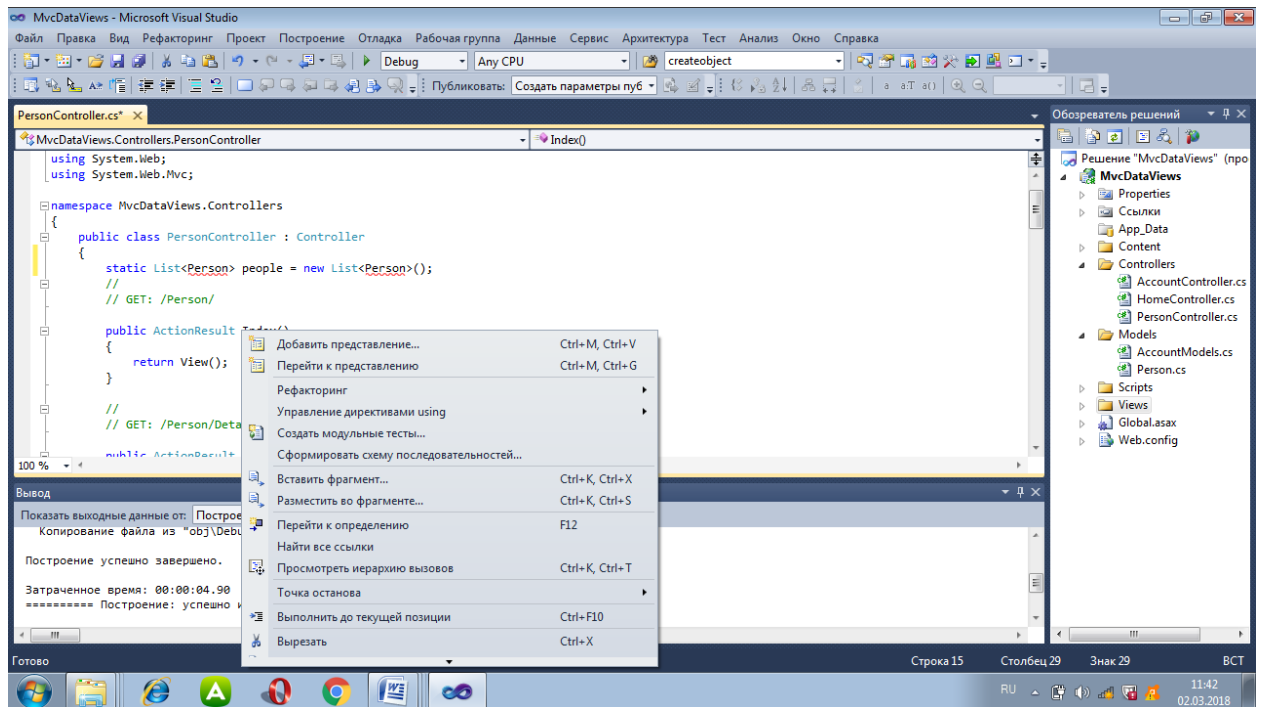 MvcDataViews - Microsoft Visual Studio
Файл Правка Вид Рефакторинг Проект Построение Отладка Рабочая группа Данные Сервис Архитектура Тест Анализ Окно Справка
Debug Any CPU createobject
Публиковать: Создать параметры пуб
PersonController.cs*
MvcDataViews.Controllers.PersonController
Index()
using System.Web;
using System.Web.Mvc;
namespace MvcDataViews.Controllers
{
public class PersonController : Controller
{
static List<Person> people = new List<Person>();
//
// GET: /Person/
public ActionResult Index()
{
return View();
}
//
// GET: /Person/Deta
public ActionResult
100 %
Добавить представление... Ctrl+M, Ctrl+V
Перейти к представлению Ctrl+M, Ctrl+G
Рефакторинг
Управление директивами using
Создать модульные тесты...
Сформировать схему последовательностей...
Вставить фрагмент... Ctrl+K, Ctrl+X
Разместить во фрагменте... Ctrl+K, Ctrl+S
Перейти к определению F12
Найти все ссылки
Просмотреть иерархию вызовов Ctrl+K, Ctrl+T
Точка останова
Выполнить до текущей позиции Ctrl+F10
Вырезать Ctrl+X
Вывод
Показать выходные данные от: Построе
Копирование файла из "obj\Debu
Построение успешно завершено.
Затраченное время: 00:00:04.90
========== Построение: успешно и
Обозреватель решений
Решение "MvcDataViews" (про
MvcDataViews
Properties
Ссылки
App_Data
Content
Controllers
AccountController.cs
HomeController.cs
PersonController.cs
Models
AccountModels.cs
Person.cs
Scripts
Views
Global.asax
Web.config
Готово Строка 15 Столбец 29 Знак 29 ВСТ
RU
11:42
02.03.2018